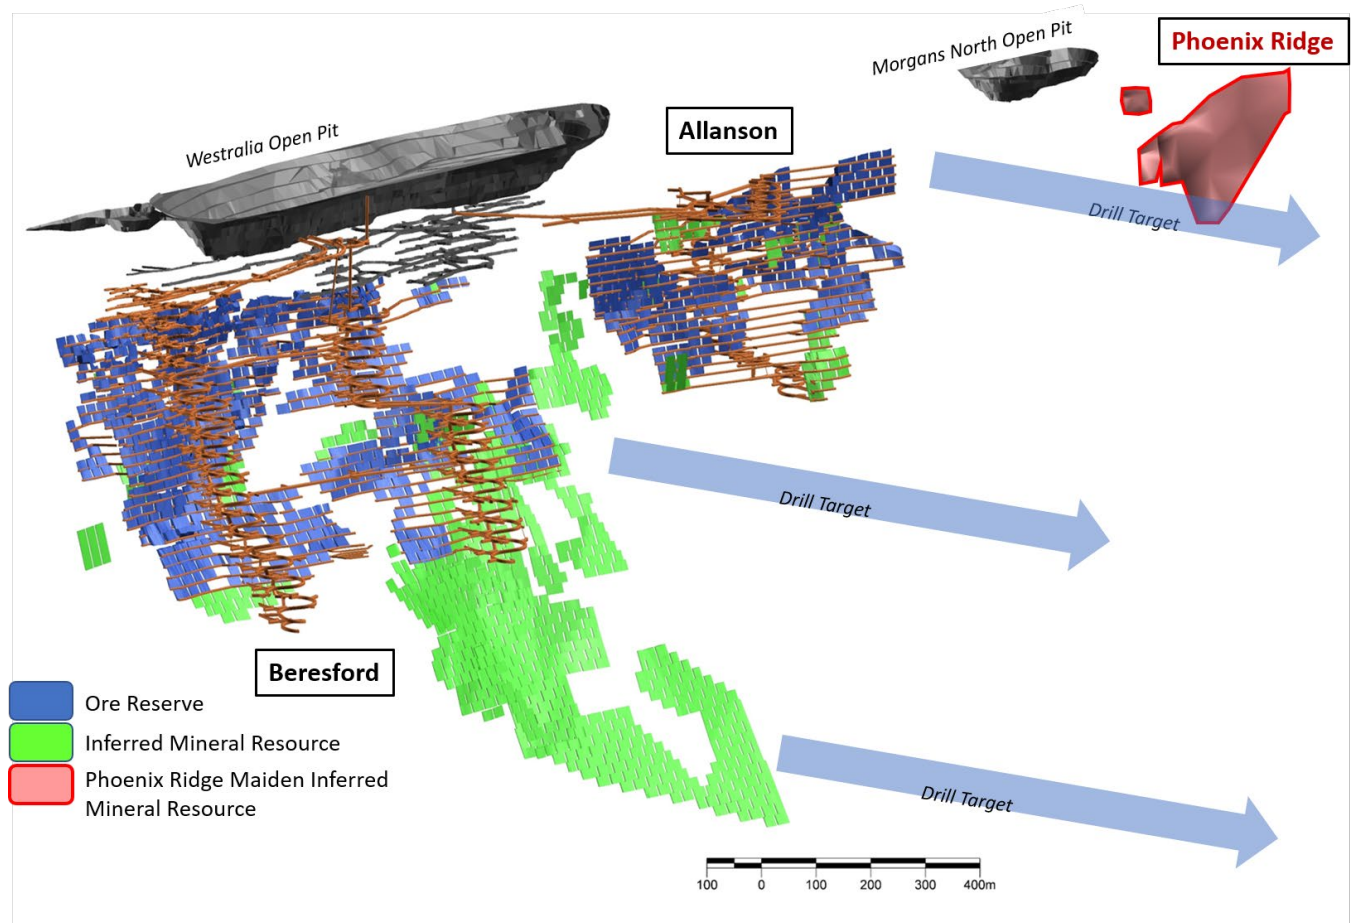 Morgans North Open Pit
Phoenix Ridge
Westralia Open Pit
Allanson
Drill Target
Drill Target
Beresford
Ore Reserve
Inferred Mineral Resource
Phoenix Ridge Maiden Inferred
Mineral Resource
Drill Target
100 0 100 200 300 400m